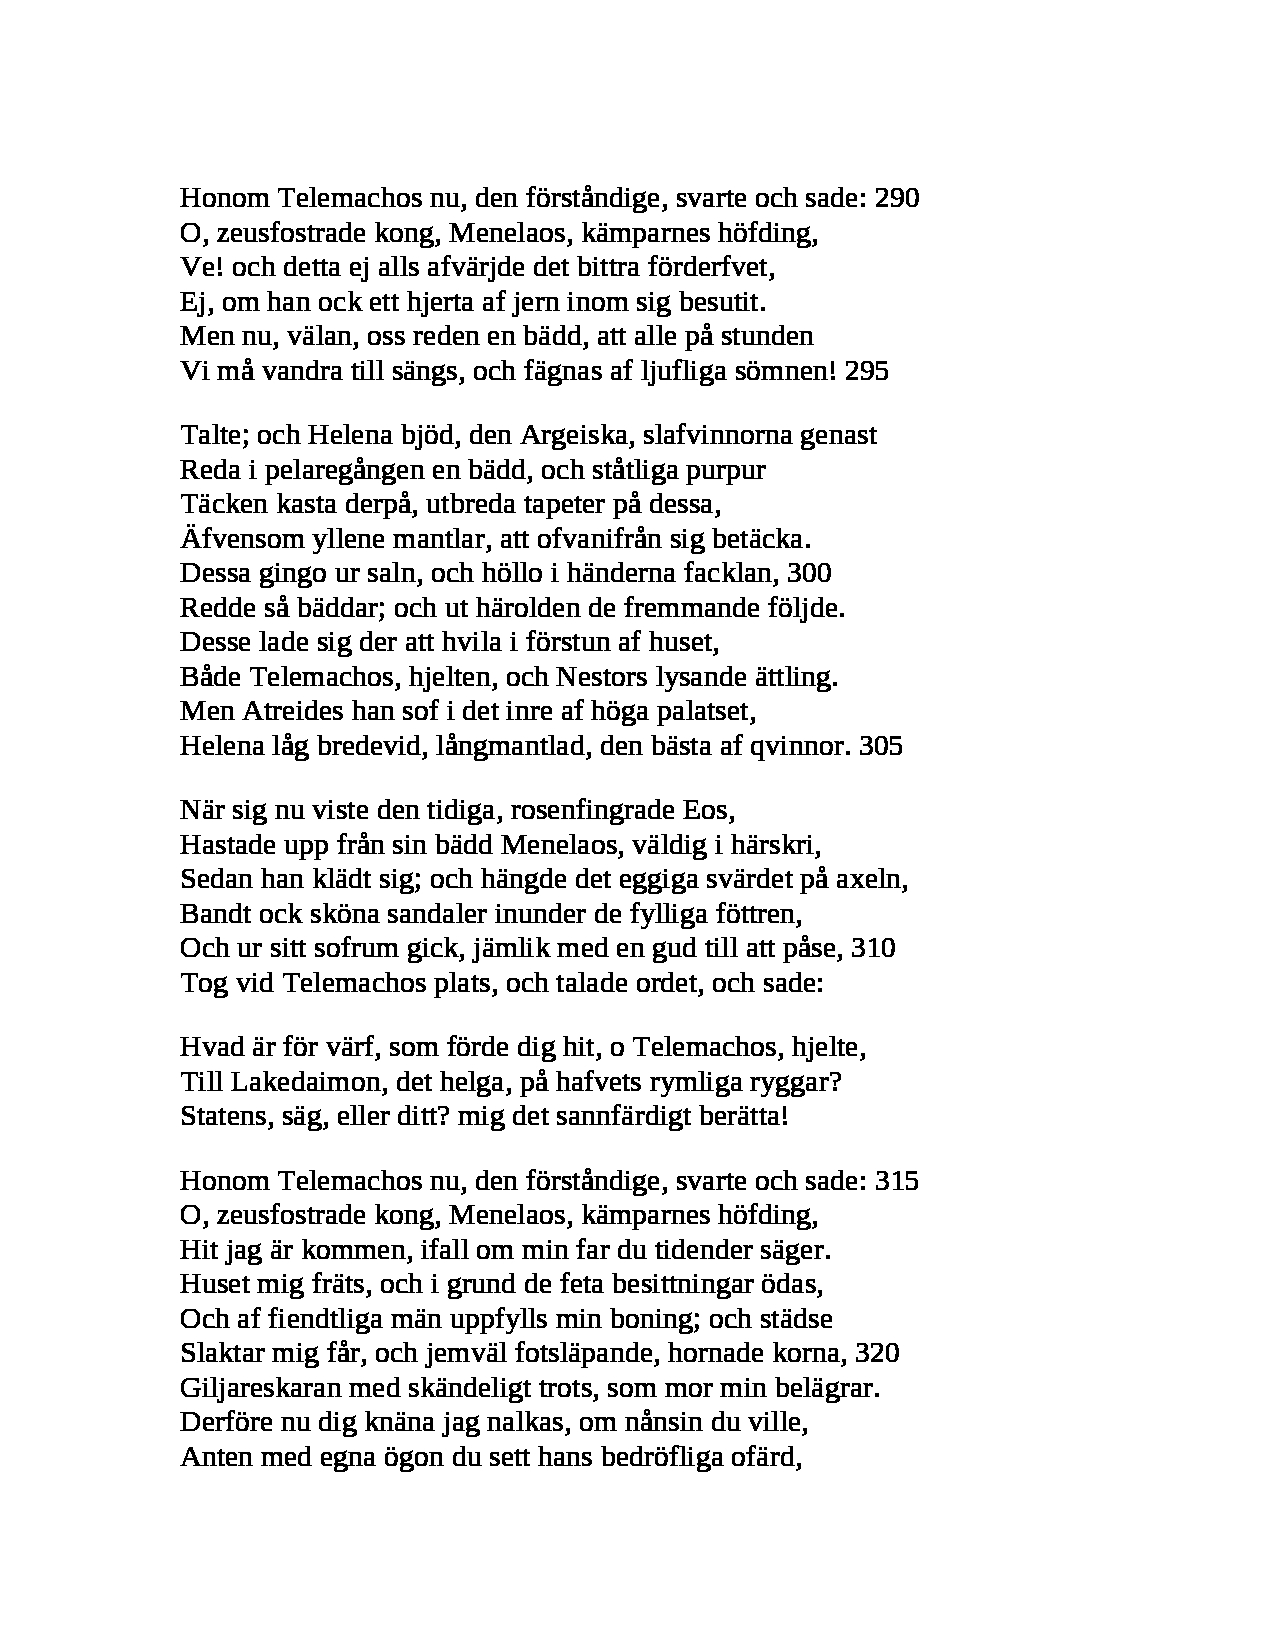 Honom Telemachos nu, den förståndige, svarte och sade: 290
O, zeusfostrade kong, Menelaos, kämparnes höfding,
Ve! och detta ej alls afvärjde det bittra förderfvet,
Ej, om han ock ett hjerta af jern inom sig besutit.
Men nu, välan, oss reden en bädd, att alle på stunden
Vi må vandra till sängs, och fägnas af ljufliga sömnen! 295

Talte; och Helena bjöd, den Argeiska, slafvinnorna genast
Reda i pelaregången en bädd, och ståtliga purpur
Täcken kasta derpå, utbreda tapeter på dessa,
Äfvensom yllene mantlar, att ofvanifrån sig betäcka.
Dessa gingo ur saln, och höllo i händerna facklan, 300
Redde så bäddar; och ut härolden de fremmande följde.
Desse lade sig der att hvila i förstun af huset,
Både Telemachos, hjelten, och Nestors lysande ättling.
Men Atreides han sof i det inre af höga palatset,
Helena låg bredevid, långmantlad, den bästa af qvinnor. 305

När sig nu viste den tidiga, rosenfingrade Eos,
Hastade upp från sin bädd Menelaos, väldig i härskri,
Sedan han klädt sig; och hängde det eggiga svärdet på axeln,
Bandt ock sköna sandaler inunder de fylliga föttren,
Och ur sitt sofrum gick, jämlik med en gud till att påse, 310
Tog vid Telemachos plats, och talade ordet, och sade:

Hvad är för värf, som förde dig hit, o Telemachos, hjelte,
Till Lakedaimon, det helga, på hafvets rymliga ryggar?
Statens, säg, eller ditt? mig det sannfärdigt berätta!

Honom Telemachos nu, den förståndige, svarte och sade: 315
O, zeusfostrade kong, Menelaos, kämparnes höfding,
Hit jag är kommen, ifall om min far du tidender säger.
Huset mig fräts, och i grund de feta besittningar ödas,
Och af fiendtliga män uppfylls min boning; och städse
Slaktar mig får, och jemväl fotsläpande, hornade korna, 320
Giljareskaran med skändeligt trots, som mor min belägrar.
Derföre nu dig knäna jag nalkas, om nånsin du ville,
Anten med egna ögon du sett hans bedröfliga ofärd,